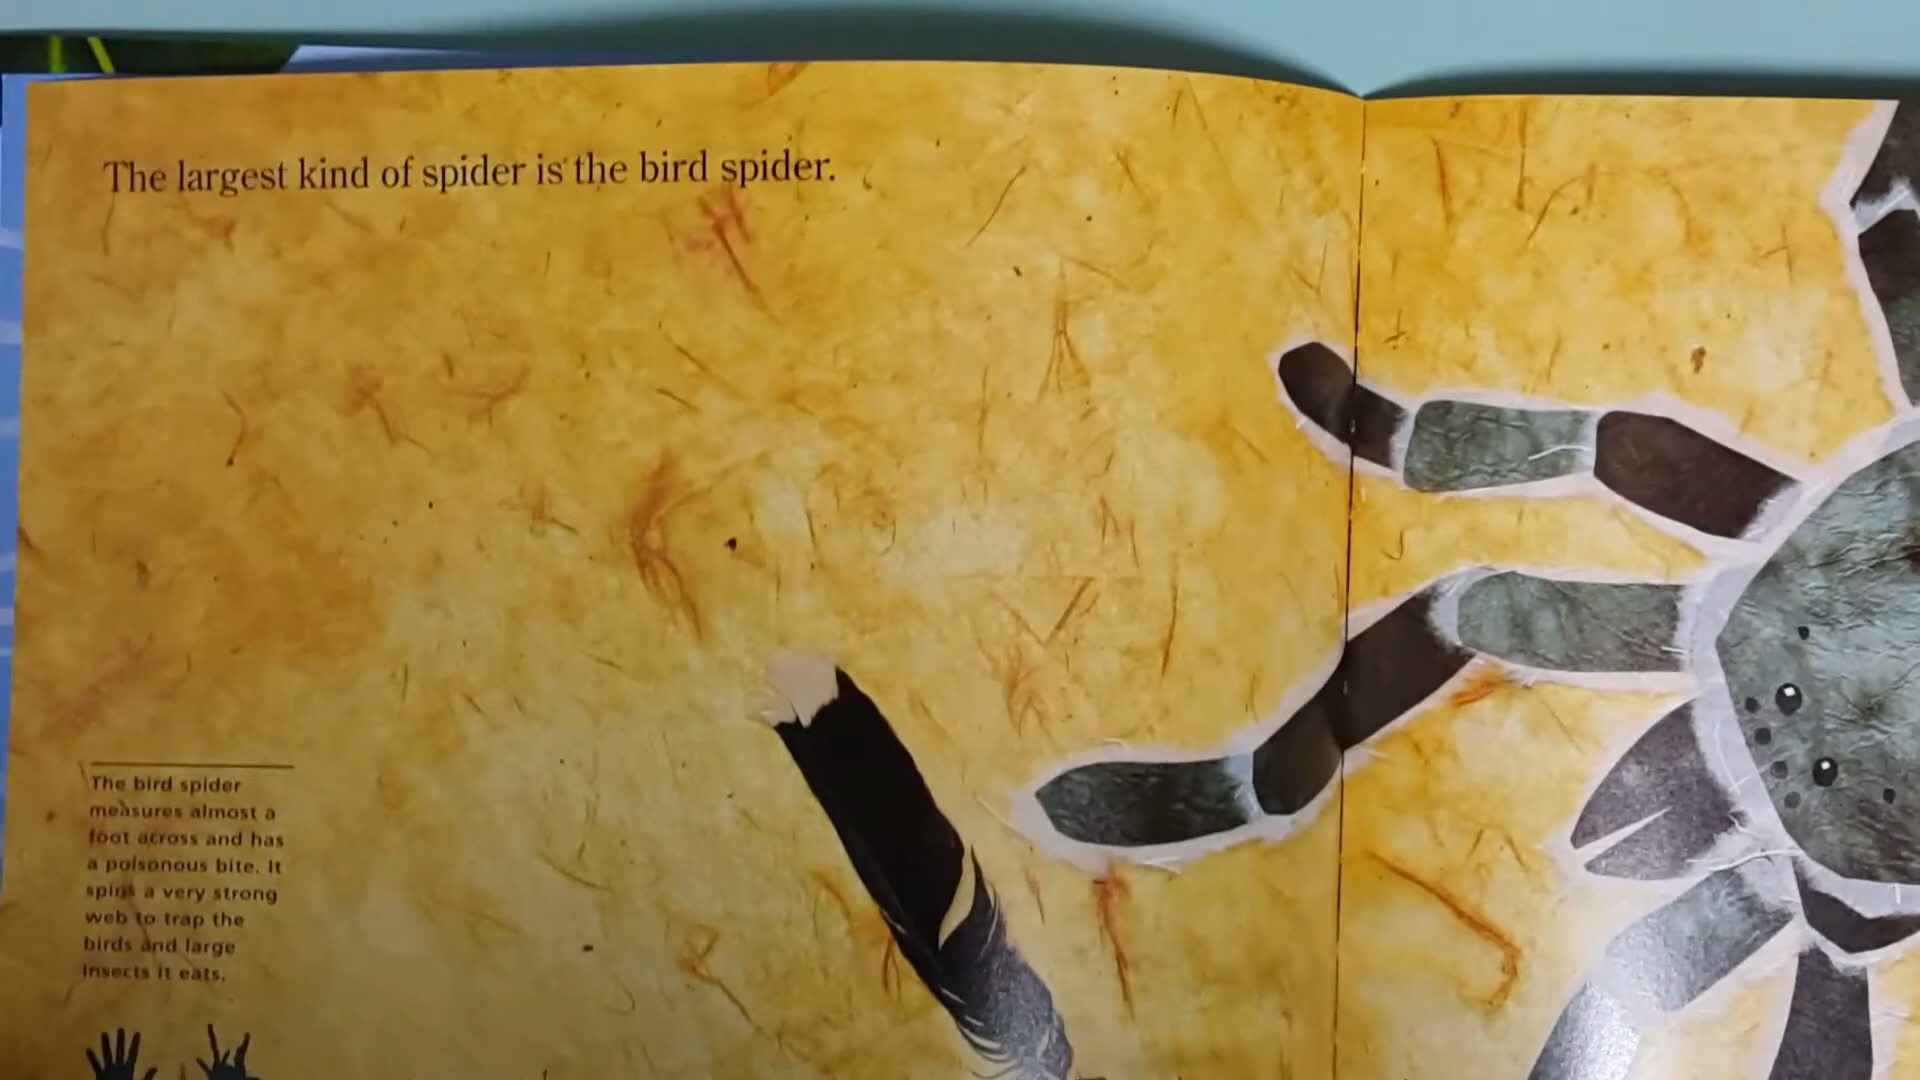 The largest kind of spider is the bird spider.
The bird spider
measures almost a
foot across and has
a poisonous bite. It
spins a very strong
web to trap the
birds and large
insects it eats.